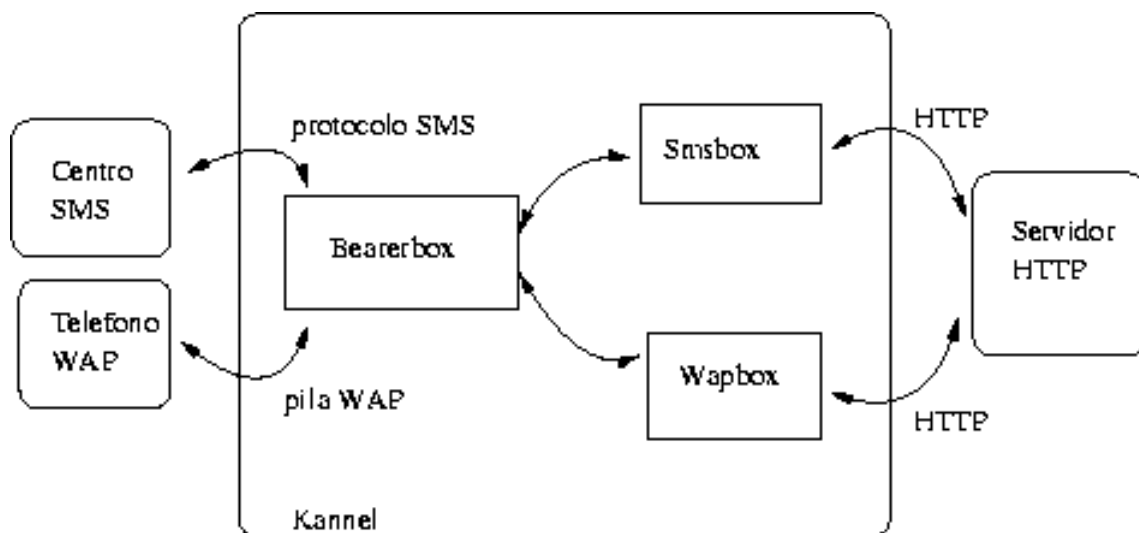 protocolo SMS
HTTP
Centro
SMS
Smsbox
Bearerbox
Servidor
HTTP
Telefono
WAP
Wapbox
pila WAP
HTTP
Kannel